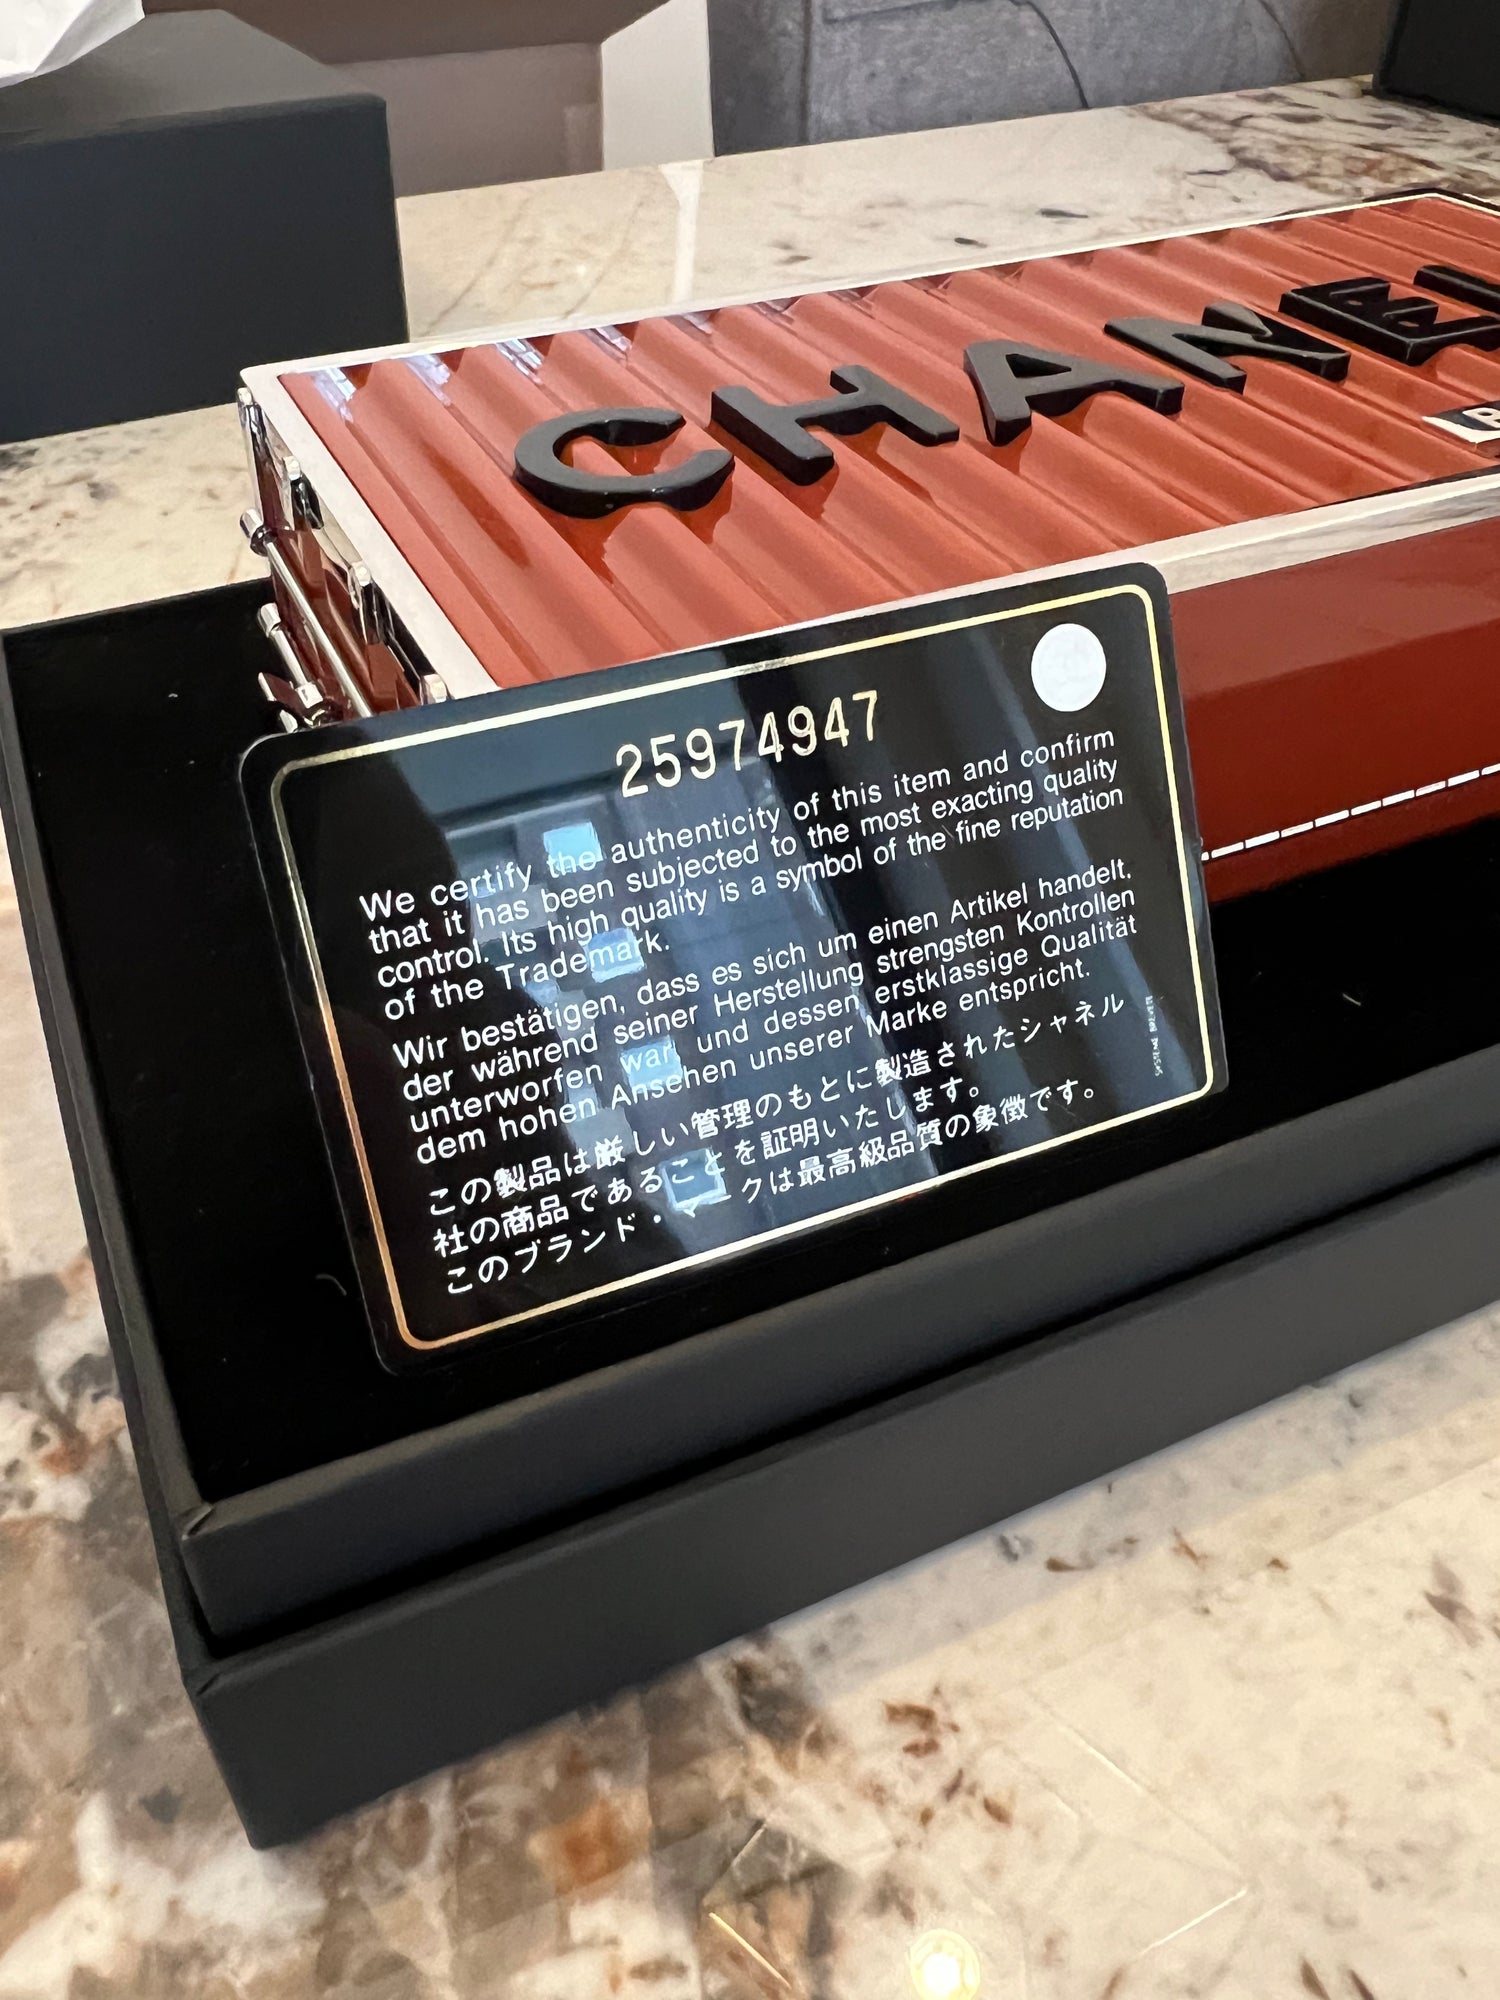 CHANEL
25974947
We certify the authenticity of this item and confirm
that it has been subjected to the most exacting quality
control. Its high quality is a symbol of the fine reputation
of the Trademark.
Wir bestätigen, dass es sich um einen Artikel handelt,
der während seiner Herstellung strengsten Kontrollen
unterworfen war und dessen erstklassige Qualität
dem hohen Ansehen unserer Marke entspricht.
この製品は厳しい管理のもとに製造されたシャネル
社の商品であることを証明いたします。
このブランド・マークは最高級品質の象徴です。